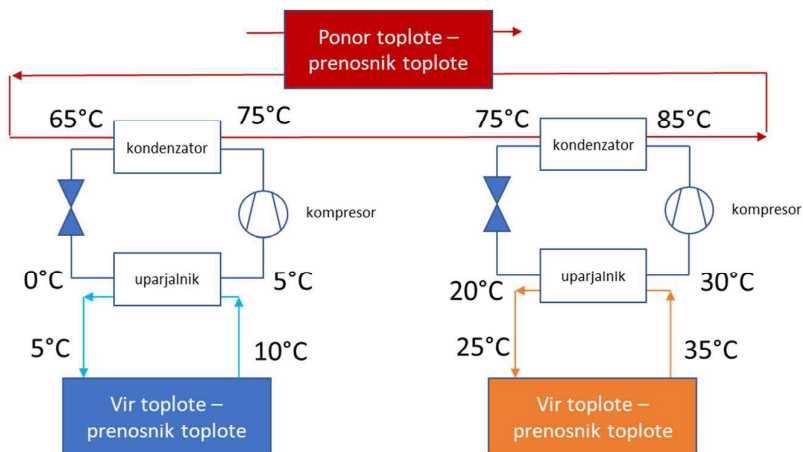 Ponor toplote –
prenosnik toplote
65°C
75°C
75°C
85°C
kondenzator
kondenzator
kompresor
kompresor
0°C
uparjalnik
5°C
20°C
uparjalnik
30°C
5°C
10°C
25°C
35°C
Vir toplote –
prenosnik toplote
Vir toplote –
prenosnik toplote